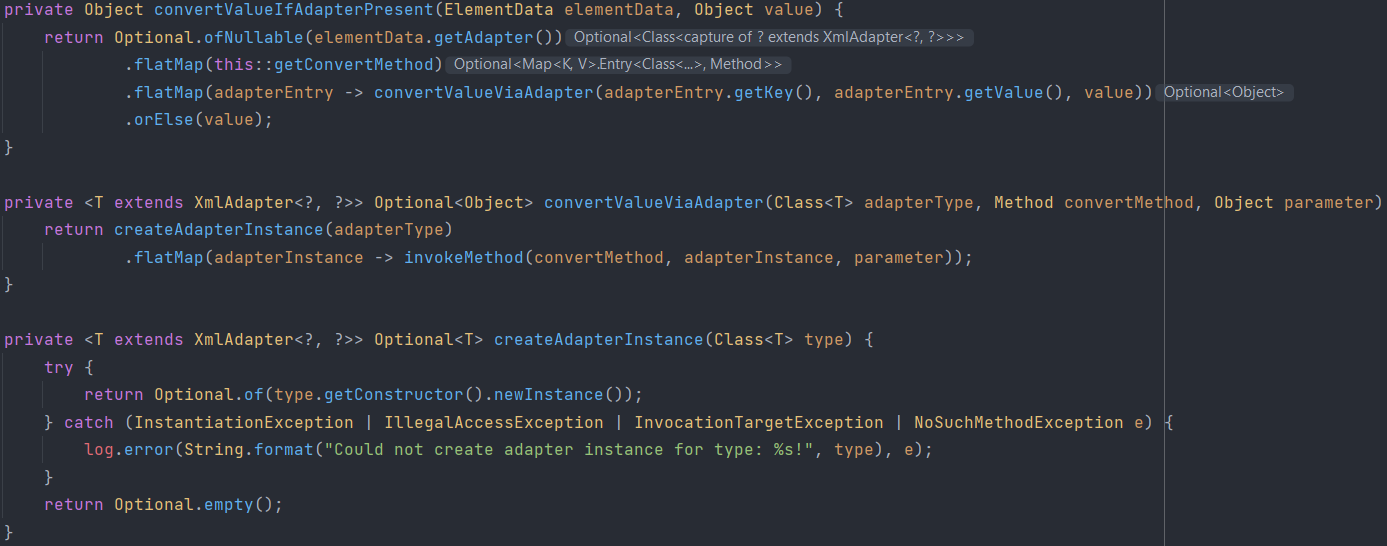 private Object convertValueIfAdapterPresent(ElementData elementData, Object value) {
    return Optional.ofNullable(elementData.getAdapter()) Optional<Class<capture of ? extends XmlAdapter<?, ?>>>
            .flatMap(this::getConvertMethod) Optional<Map<K, V>.Entry<Class<...>, Method>>
            .flatMap(adapterEntry -> convertValueViaAdapter(adapterEntry.getKey(), adapterEntry.getValue(), value)) Optional<Object>
            .orElse(value);
}
private <T extends XmlAdapter<?, ?>> Optional<Object> convertValueViaAdapter(Class<T> adapterType, Method convertMethod, Object parameter)
    return createAdapterInstance(adapterType)
            .flatMap(adapterInstance -> invokeMethod(convertMethod, adapterInstance, parameter));
}
private <T extends XmlAdapter<?, ?>> Optional<T> createAdapterInstance(Class<T> type) {
    try {
        return Optional.of(type.getConstructor().newInstance());
    } catch (InstantiationException | IllegalAccessException | InvocationTargetException | NoSuchMethodException e) {
        log.error(String.format("Could not create adapter instance for type: %s!", type), e);
    }
    return Optional.empty();
}